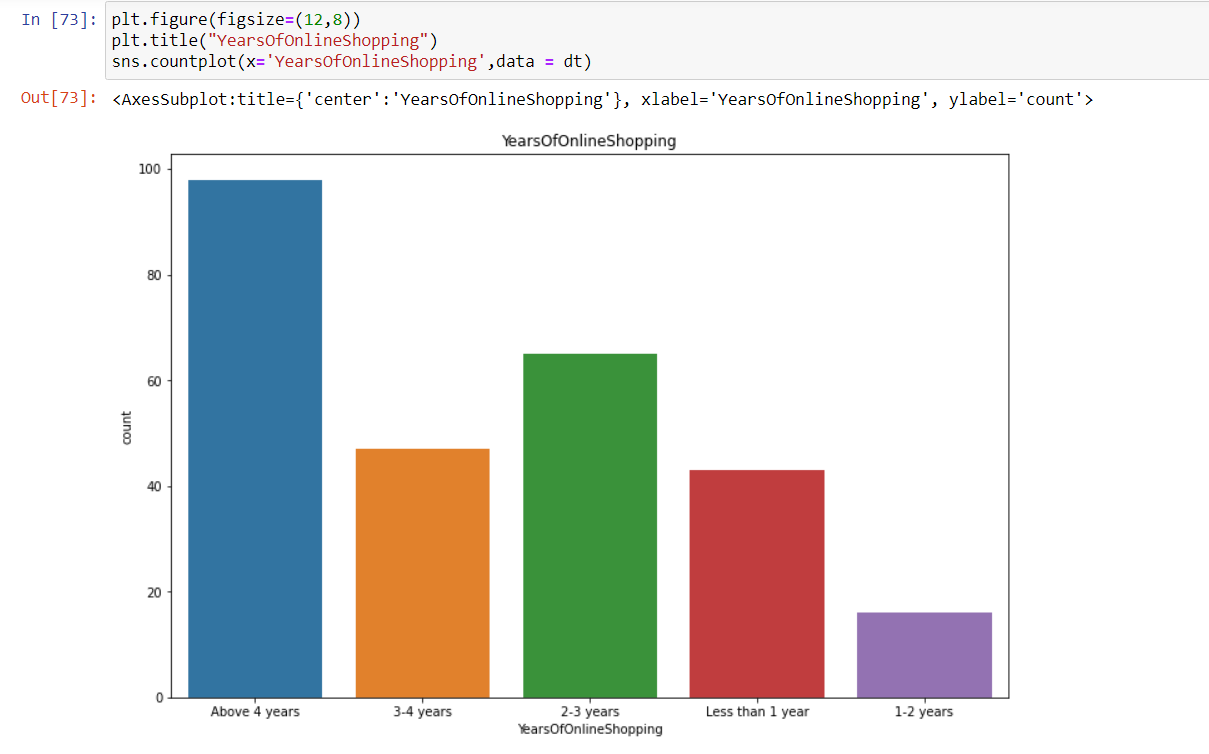 In [73]: plt.figure(figsize=(12,8))
plt.title("YearsOfOnlineShopping")
sns.countplot(x='YearsOfOnlineShopping',data = dt)
Out[73]: <AxesSubplot:title={'center':'YearsOfOnlineShopping'}, xlabel='YearsOfOnlineShopping', ylabel='count'>
YearsOfOnlineShopping
100
80
60
40
20
0
count
Above 4 years 3-4 years 2-3 years Less than 1 year 1-2 years
YearsOfOnlineShopping